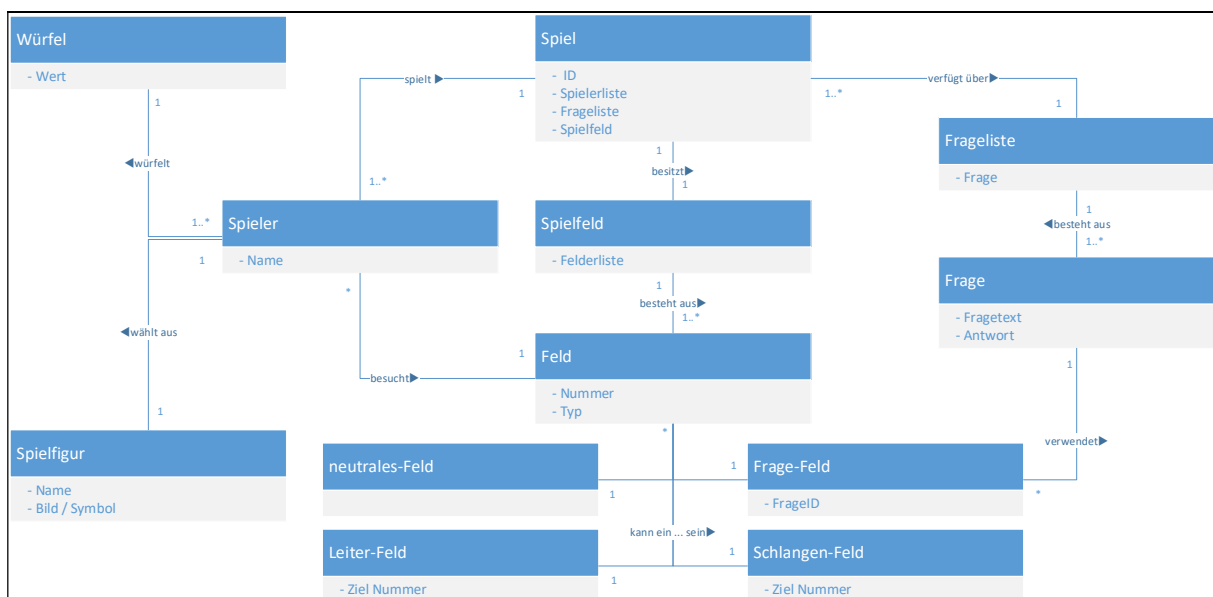 Würfel
- Wert
Spiel
- ID
- Spielerliste
- Frageliste
- Spielfeld
spielt
1
1..*
verfügt über
1..*
1
Frageliste
- Frage
1
würfelt
1..*
Spieler
- Name
1
besitzt
1
Spielfeld
- Felderliste
1
besteht aus
1..*
1
besteht aus
1..*
Frage
- Fragetext
- Antwort
1
wählt aus
1
Spielfigur
- Name
- Bild / Symbol
*
besucht
1
Feld
- Nummer
- Typ
*
kann ein ... sein
neutrales-Feld
1
1
Frage-Feld
- FrageID
1
verwendet
*
Leiter-Feld
- Ziel Nummer
1
1
Schlangen-Feld
- Ziel Nummer